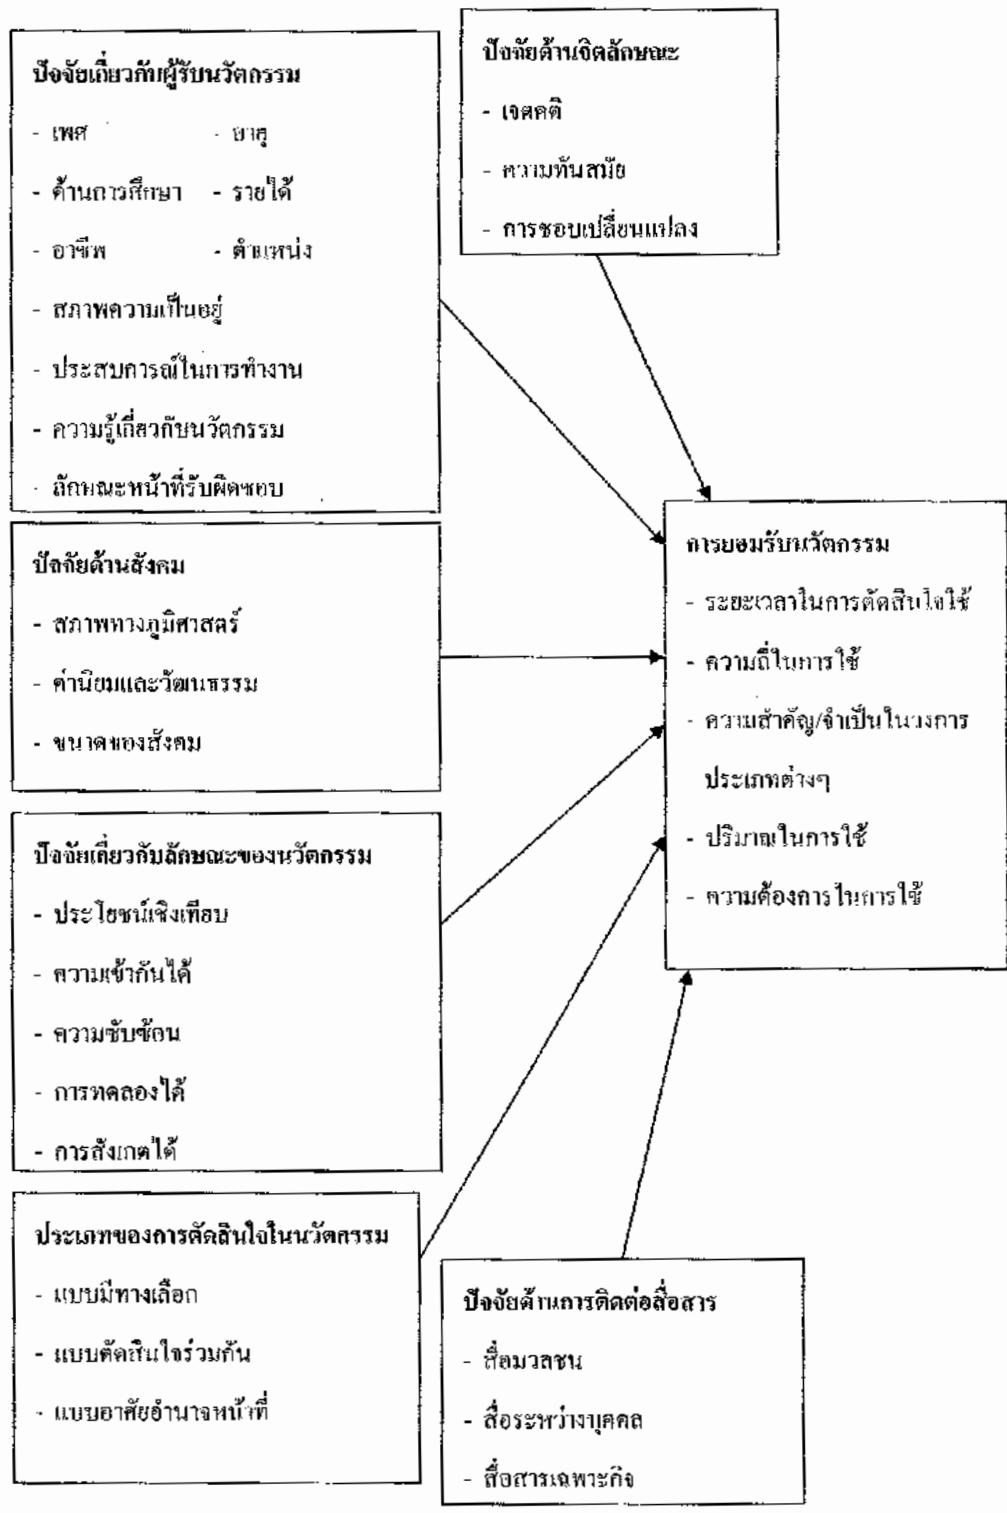 ปัจจัยเกี่ยวกับผู้รับนวัตกรรม
- เพศ - อายุ
- ด้านการศึกษา - รายได้
- อาชีพ - ตำแหน่ง
- สภาพความเป็นอยู่
- ประสบการณ์ในการทำงาน
- ความรู้เกี่ยวกับนวัตกรรม
- ลักษณะหน้าที่รับผิดชอบ
ปัจจัยด้านจิตลักษณะ
- เจตคติ
- ความทันสมัย
- การชอบเปลี่ยนแปลง
ปัจจัยด้านสังคม
- สภาพทางภูมิศาสตร์
- ค่านิยมและวัฒนธรรม
- ขนาดของสังคม
ปัจจัยเกี่ยวกับลักษณะของนวัตกรรม
- ประโยชน์เชิงเทียบ
- ความเข้ากันได้
- ความซับซ้อน
- การทดลองได้
- การสังเกตได้
ประเภทของการตัดสินใจในนวัตกรรม
- แบบมีทางเลือก
- แบบตัดสินใจร่วมกัน
- แบบอาศัยอำนาจหน้าที่
ปัจจัยด้านการติดต่อสื่อสาร
- สื่อมวลชน
- สื่อระหว่างบุคคล
- สื่อสารเฉพาะกิจ
การยอมรับนวัตกรรม
- ระยะเวลาในการตัดสินใจใช้
- ความถี่ในการใช้
- ความสำคัญ/จำเป็นในวงการ
ประเภทต่างๆ
- ปริมาณในการใช้
- ความต้องการในการใช้